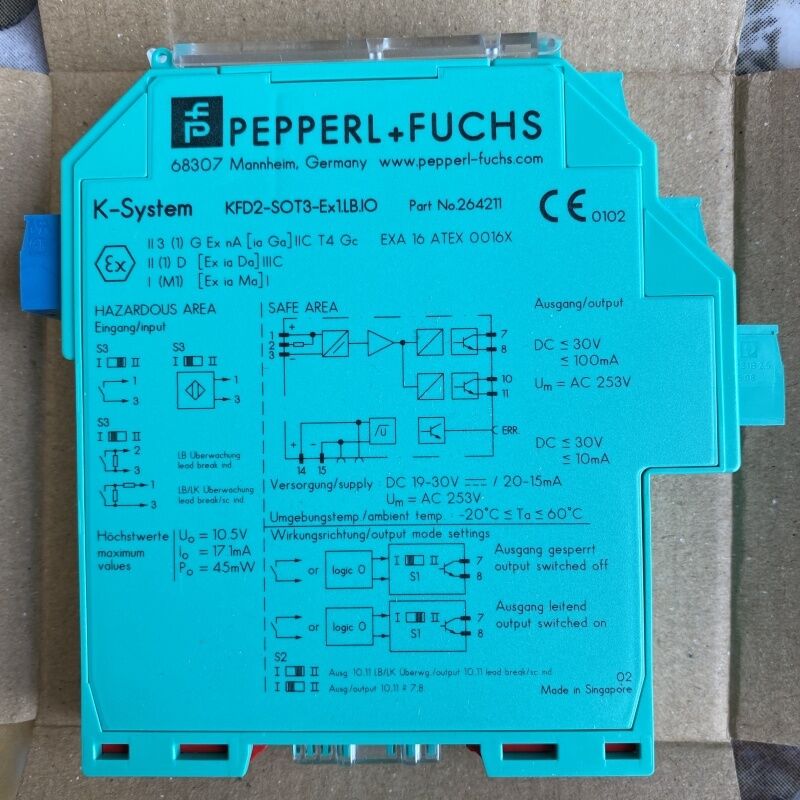 PEPPERL+FUCHS
68307 Mannheim, Germany www.pepperl-fuchs.com
K-System KFD2-SOT3-Ex1.LB.IO Part No.264211 CE 0102
Ex
II 3 (1) G Ex nA [ia Ga] IIC T4 Gc EXA 16 ATEX 0016X
II (1) D [Ex ia Da] IIIC
I (M1) [Ex ia Ma] I
HAZARDOUS AREA
Eingang/input
S3 S3
I II I II
1
3
1
3
S3
I II
2
3
LB Überwachung
lead break ind.
1
3
LB/LK Überwachung
lead break/sc ind.
Höchstwerte
maximum
values
Uo = 10.5V
Io = 17.1mA
Po = 45mW
SAFE AREA
1 +
2
3 -
7
8
10
11
ERR.
+ -
14 15
Ausgang/output
DC ≤ 30V
≤ 100mA
Um = AC 253V
DC ≤ 30V
≤ 10mA
Versorgung/supply : DC 19-30V / 20-15mA
Um = AC 253V
Umgebungstemp./ambient temp. -20°C ≤ Ta ≤ 60°C
Wirkungsrichtung/output mode settings
or logic 0 I II S1 7 8
Ausgang gesperrt
output switched off
or logic 0 I II S1 7 8
Ausgang leitend
output switched on
S2
I II Ausg. 10,11 LB/LK Überwg./output 10,11 lead break/sc ind.
I II Ausg./output 10,11 ≙ 7,8
02
Made in Singapore